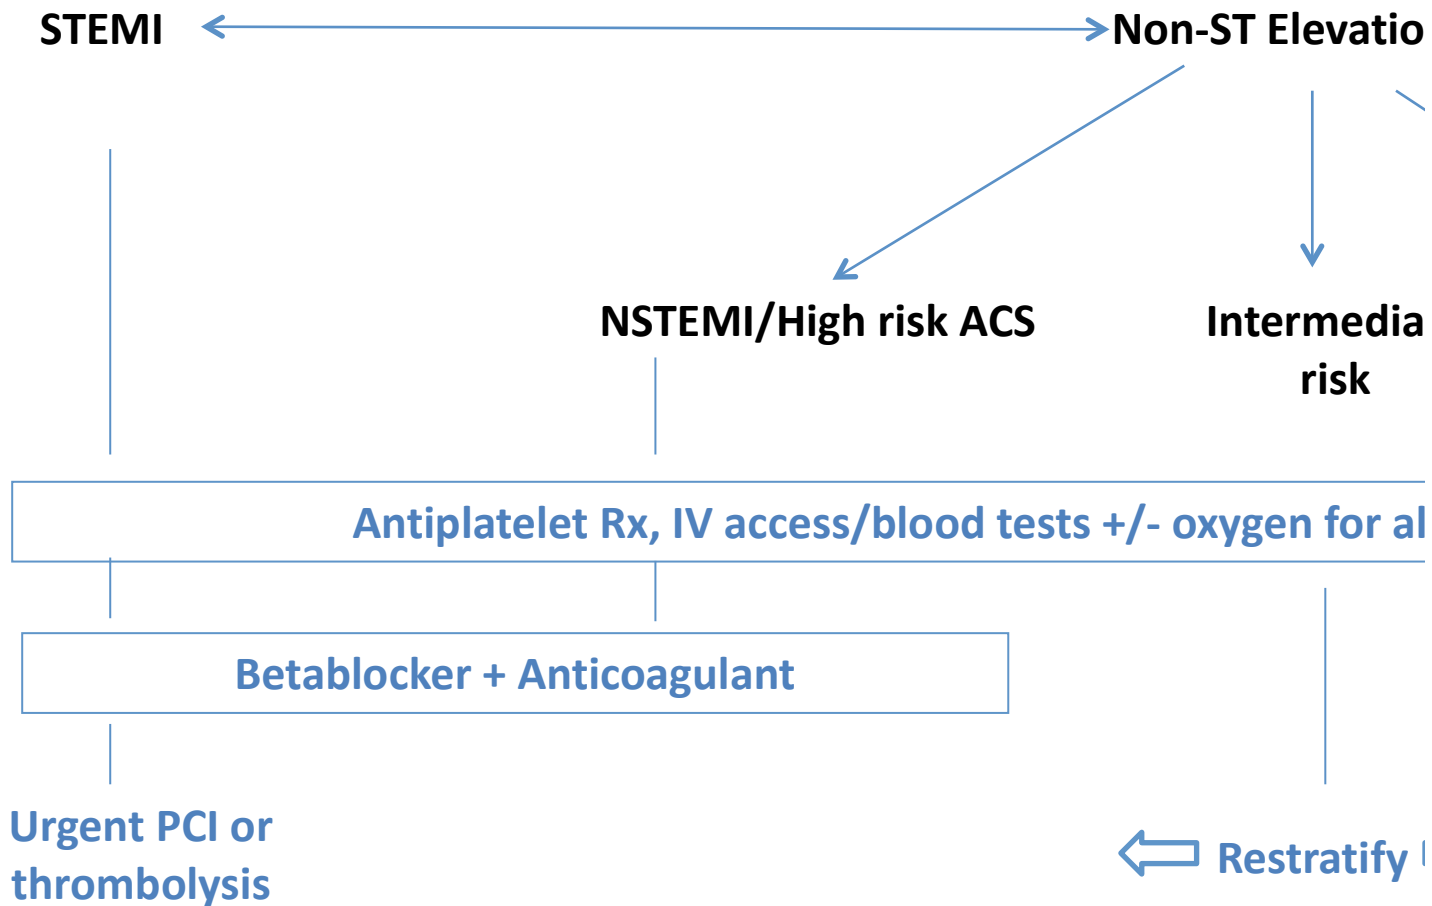 STEMI
Non-ST Elevatio
NSTEMI/High risk ACS
Intermedia
risk
Antiplatelet Rx, IV access/blood tests +/- oxygen for al
Betablocker + Anticoagulant
Urgent PCI or
thrombolysis
Restratify